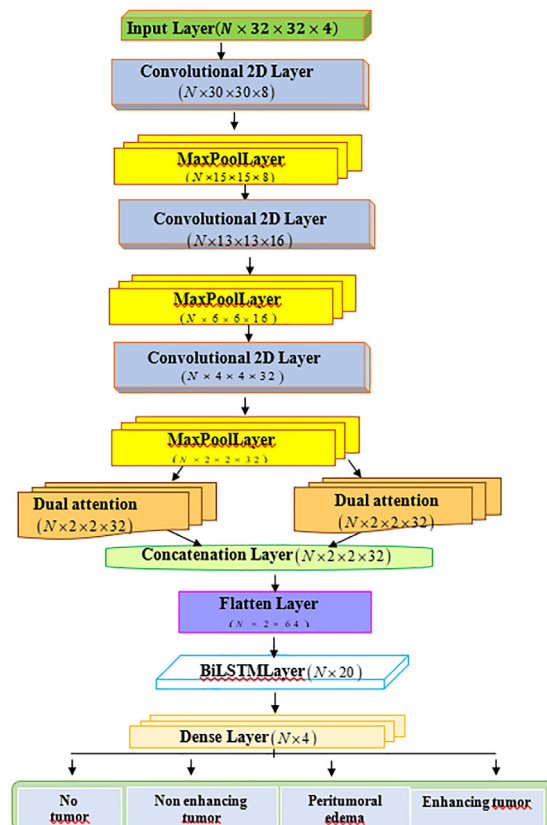 Input Layer(N × 32 × 32 × 4)
Convolutional 2D Layer
(N×30×30×8)
MaxPoolLayer
(N×15×15×8)
Convolutional 2D Layer
(N×13×13×16)
MaxPoolLayer
(N × 6 × 6 × 16)
Convolutional 2D Layer
(N × 4 × 4 × 32)
MaxPoolLayer
(N × 2 × 2 × 32)
Dual attention
(N×2×2×32)
Dual attention
(N×2×2×32)
Concatenation Layer(N×2×2×32)
Flatten Layer
(N × 2 × 64)
BiLSTMLayer(N×20)
Dense Layer(N×4)
No
tumor
Non enhancing
tumor
Peritumoral
edema
Enhancing tumor